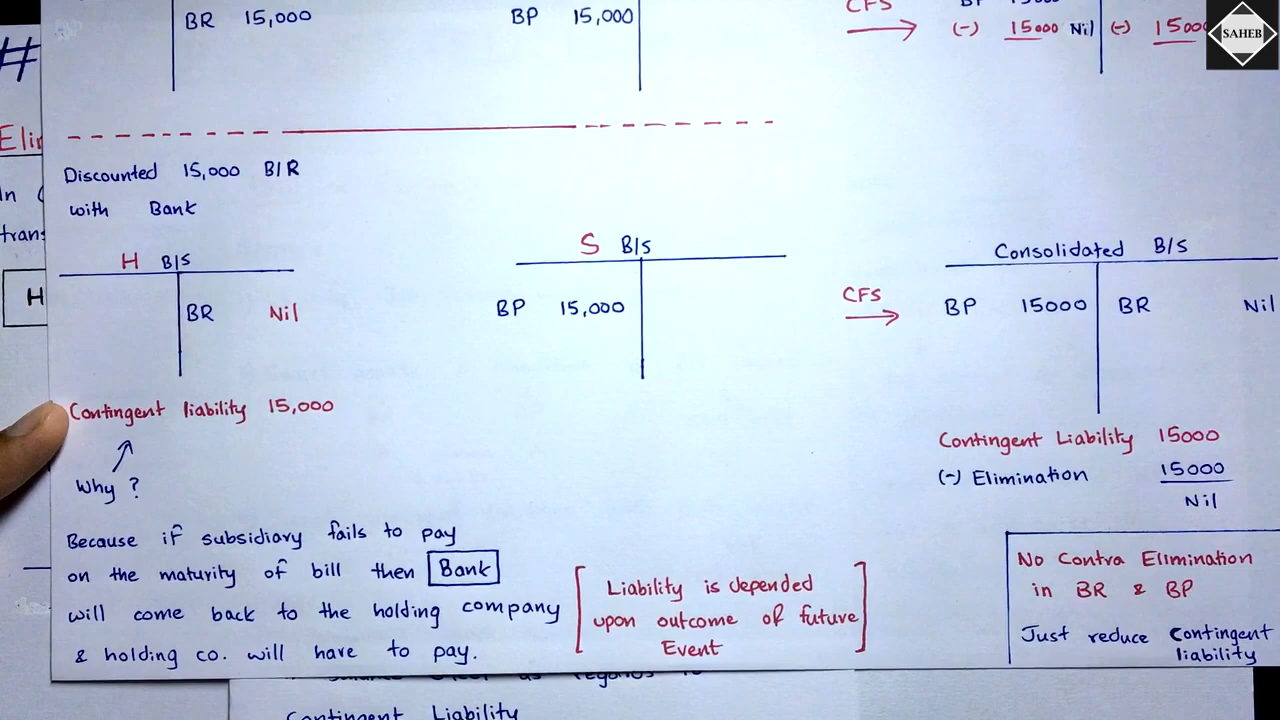 BR 15,000
BP 15,000
CFS
(-) 15000 Nil (-)
SAHEB
#
Discounted 15,000 B/R
with Bank
H B/S
BR Nil
S B/S
BP 15,000
CFS
Consolidated B/S
BP 15000 BR Nil
H
Contingent liability 15,000
Why ?
Because if subsidiary fails to pay
on the maturity of bill then Bank
will come back to the holding company
& holding co. will have to pay.
Liability is depended
upon outcome of future
Event
Contingent Liability 15000
(-) Elimination 15000
Nil
No Contra Elimination
in BR & BP
Just reduce Contingent
liability
Contingent Liability